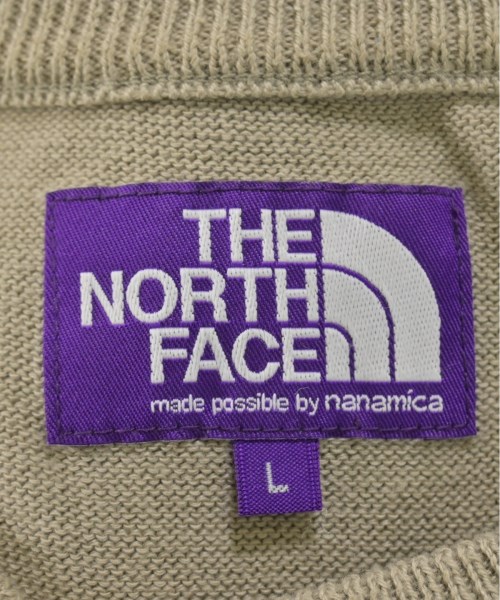 THE
NORTH
FACE
made possible by nanamica
L